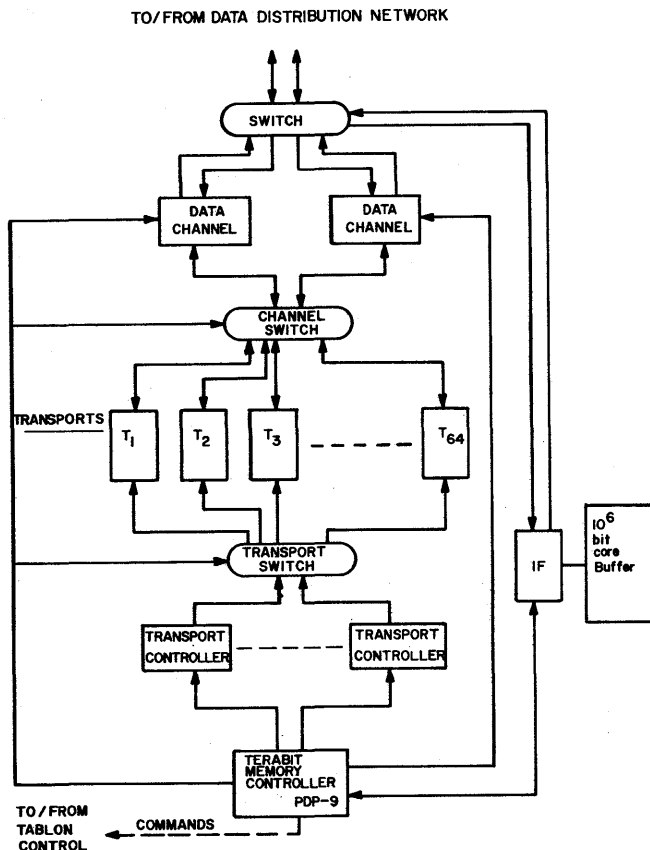 TO/FROM DATA DISTRIBUTION NETWORK
SWITCH
DATA
CHANNEL
DATA
CHANNEL
CHANNEL
SWITCH
TRANSPORTS
T1
T2
T3
T64
TRANSPORT
SWITCH
IF
10^6
bit
core
Buffer
TRANSPORT
CONTROLLER
TRANSPORT
CONTROLLER
TERABIT
MEMORY
CONTROLLER
PDP-9
TO/FROM
TABLON
CONTROL
COMMANDS